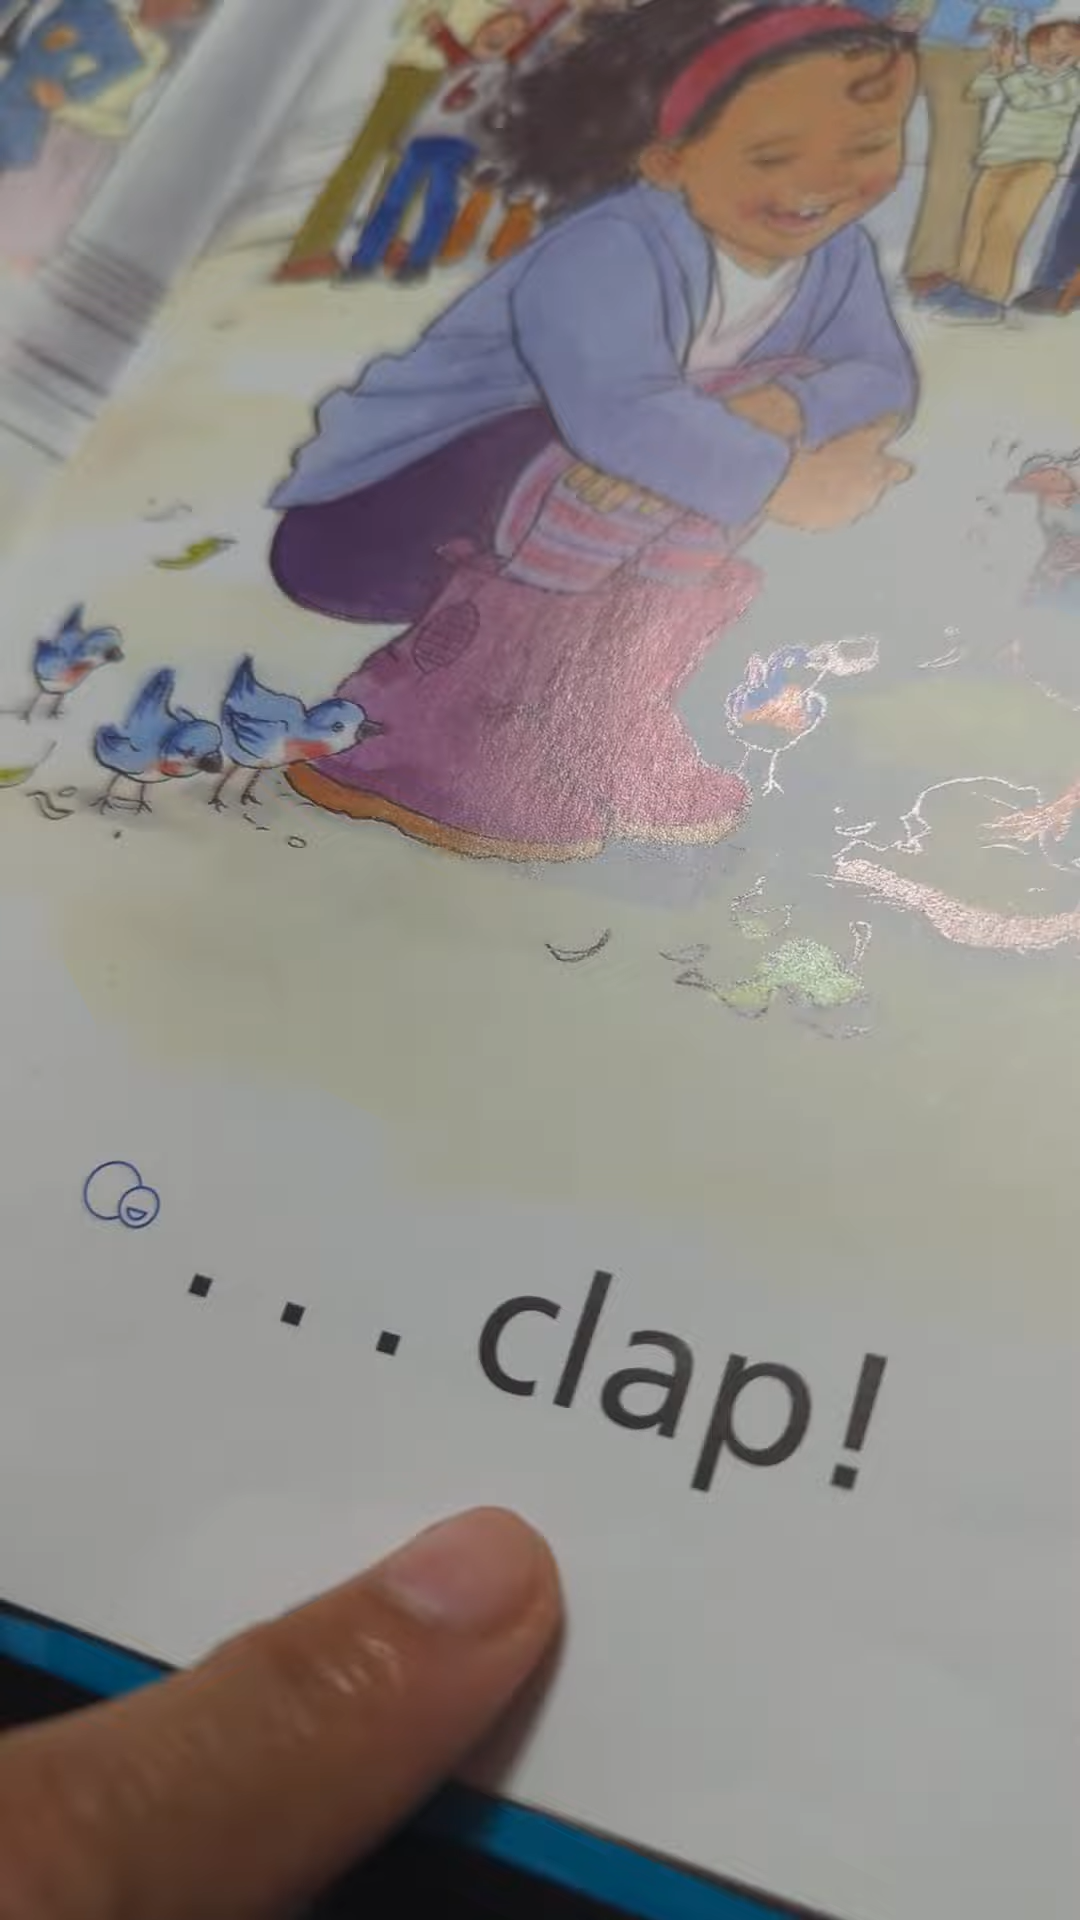 . . . clap!